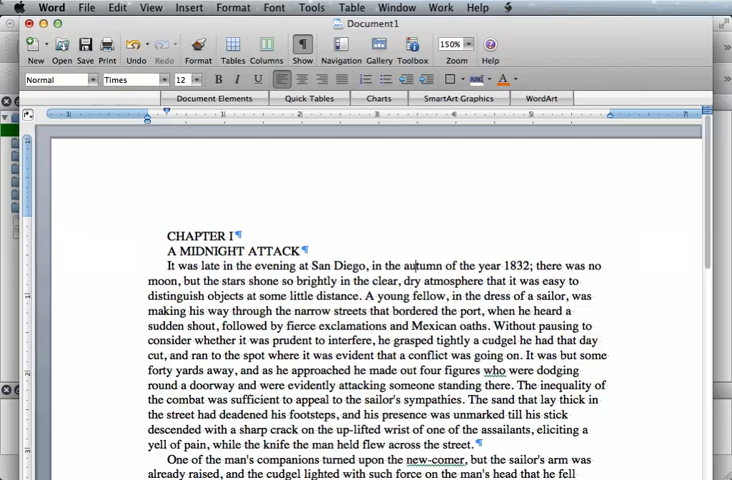 Word File Edit View Insert Format Font Tools Table Window Work Help
Document1
New Open Save Print Undo Redo Format Tables Columns Show Navigation Gallery Toolbox Zoom Help
150%
Normal Times 12 B I U A
Document Elements Quick Tables Charts SmartArt Graphics WordArt
1 1 2 3 4 5 7
CHAPTER I¶
A MIDNIGHT ATTACK¶
It was late in the evening at San Diego, in the autumn of the year 1832; there was no
moon, but the stars shone so brightly in the clear, dry atmosphere that it was easy to
distinguish objects at some little distance. A young fellow, in the dress of a sailor, was
making his way through the narrow streets that bordered the port, when he heard a
sudden shout, followed by fierce exclamations and Mexican oaths. Without pausing to
consider whether it was prudent to interfere, he grasped tightly a cudgel he had that day
cut, and ran to the spot where it was evident that a conflict was going on. It was but some
forty yards away, and as he approached he made out four figures who were dodging
round a doorway and were evidently attacking someone standing there. The inequality of
the combat was sufficient to appeal to the sailor's sympathies. The sand that lay thick in
the street had deadened his footsteps, and his presence was unmarked till his stick
descended with a sharp crack on the up-lifted wrist of one of the assailants, eliciting a
yell of pain, while the knife the man held flew across the street.¶
One of the man's companions turned upon the new-comer, but the sailor's arm was
already raised, and the cudgel lighted with such force on the man's head that he fell